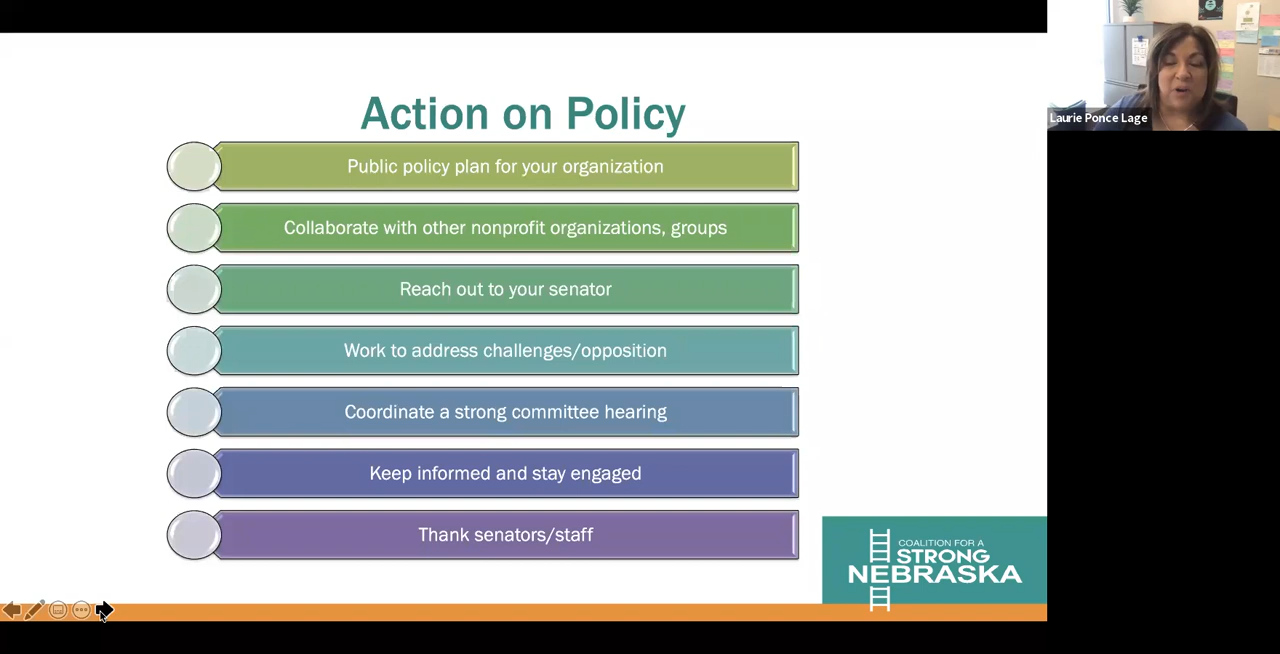 Action on Policy
Public policy plan for your organization
Collaborate with other nonprofit organizations, groups
Reach out to your senator
Work to address challenges/opposition
Coordinate a strong committee hearing
Keep informed and stay engaged
Thank senators/staff
COALITION FOR A
STRONG
NEBRASKA
Laurie Ponce Lage